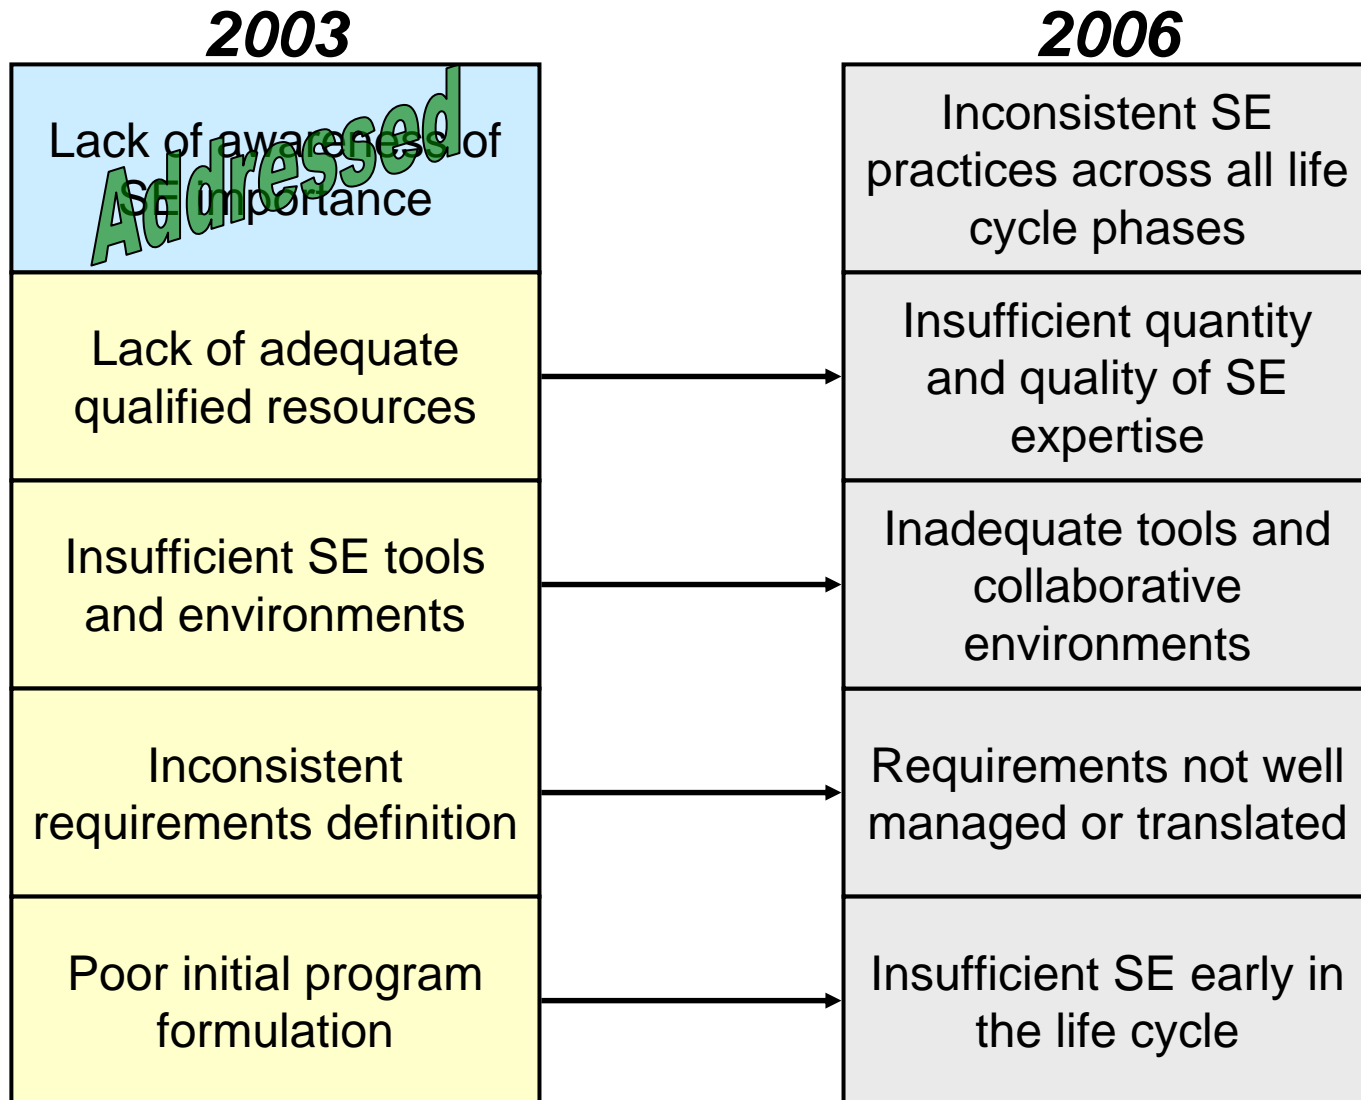 2003
Lack of awareness of
SE importance
Addressed
Lack of adequate
qualified resources
Insufficient SE tools
and environments
Inconsistent
requirements definition
Poor initial program
formulation
2006
Inconsistent SE
practices across all life
cycle phases
Insufficient quantity
and quality of SE
expertise
Inadequate tools and
collaborative
environments
Requirements not well
managed or translated
Insufficient SE early in
the life cycle